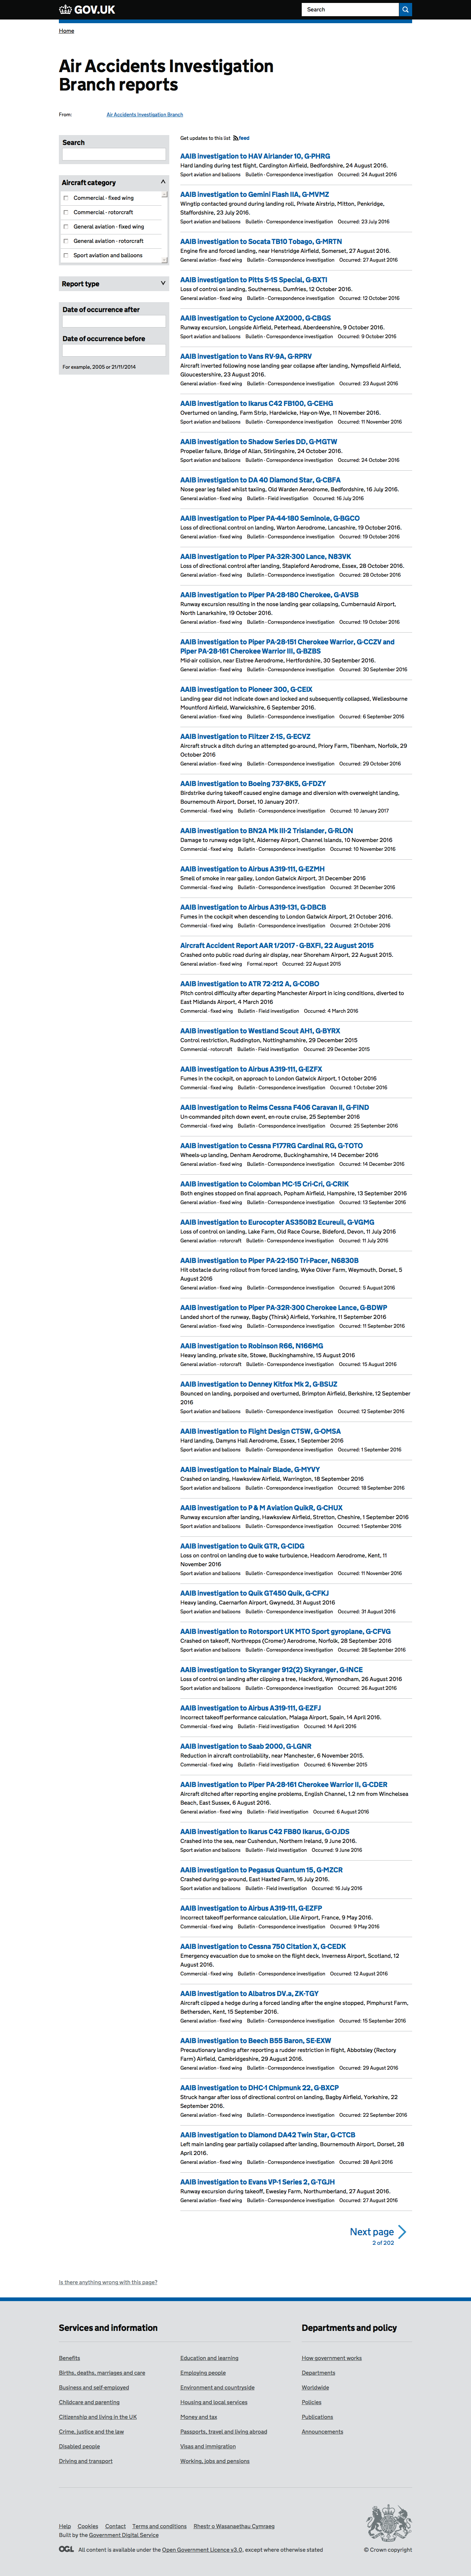 GOV.UK
Search
Home
Air Accidents Investigation
Branch reports
From: Air Accidents Investigation Branch
Search
Aircraft category
Commercial - fixed wing
Commercial - rotorcraft
General aviation - fixed wing
General aviation - rotorcraft
Sport aviation and balloons
Report type
Date of occurrence after
Date of occurrence before
For example, 2005 or 21/11/2014
Get updates to this list feed
AAIB investigation to HAV Airlander 10, G-PHRG
Hard landing during test flight, Cardington Airfield, Bedfordshire, 24 August 2016.
Sport aviation and balloons Bulletin - Correspondence investigation Occurred: 24 August 2016
AAIB investigation to Gemini Flash IIA, G-MVMZ
Wingtip contacted ground during landing roll, Private Airstrip, Mitton, Penkridge,
Staffordshire, 23 July 2016.
Sport aviation and balloons Bulletin - Correspondence investigation Occurred: 23 July 2016
AAIB investigation to Socata TB10 Tobago, G-MRTN
Engine fire and forced landing, near Henstridge Airfield, Somerset, 27 August 2016.
General aviation - fixed wing Bulletin - Correspondence investigation Occurred: 27 August 2016
AAIB investigation to Pitts S-1S Special, G-BXTI
Loss of control on landing, Southerness, Dumfries, 12 October 2016.
General aviation - fixed wing Bulletin - Correspondence investigation Occurred: 12 October 2016
AAIB investigation to Cyclone AX2000, G-CBGS
Runway excursion, Longside Airfield, Peterhead, Aberdeenshire, 9 October 2016.
Sport aviation and balloons Bulletin - Correspondence investigation Occurred: 9 October 2016
AAIB investigation to Vans RV-9A, G-RPRV
Aircraft inverted following nose landing gear collapse after landing, Nympsfield Airfield,
Gloucestershire, 23 August 2016.
General aviation - fixed wing Bulletin - Correspondence investigation Occurred: 23 August 2016
AAIB investigation to Ikarus C42 FB100, G-CEHG
Overturned on landing, Farm Strip, Hardwicke, Hay-on-Wye, 11 November 2016.
Sport aviation and balloons Bulletin - Correspondence investigation Occurred: 11 November 2016
AAIB investigation to Shadow Series DD, G-MGTW
Propeller failure, Bridge of Allan, Stirlingshire, 24 October 2016.
Sport aviation and balloons Bulletin - Correspondence investigation Occurred: 24 October 2016
AAIB investigation to DA 40 Diamond Star, G-CBFA
Nose gear leg failed whilst taxiing, Old Warden Aerodrome, Bedfordshire, 16 July 2016.
General aviation - fixed wing Bulletin - Field investigation Occurred: 16 July 2016
AAIB investigation to Piper PA-44-180 Seminole, G-BGCO
Loss of directional control on landing, Warton Aerodrome, Lancashire, 19 October 2016.
General aviation - fixed wing Bulletin - Correspondence investigation Occurred: 19 October 2016
AAIB investigation to Piper PA-32R-300 Lance, N83VK
Loss of directional control after landing, Stapleford Aerodrome, Essex, 28 October 2016.
General aviation - fixed wing Bulletin - Correspondence investigation Occurred: 28 October 2016
AAIB investigation to Piper PA-28-180 Cherokee, G-AVSB
Runway excursion resulting in the nose landing gear collapsing, Cumbernauld Airport,
North Lanarkshire, 19 October 2016.
General aviation - fixed wing Bulletin - Correspondence investigation Occurred: 19 October 2016
AAIB investigation to Piper PA-28-151 Cherokee Warrior, G-CCZV and
Piper PA-28-161 Cherokee Warrior III, G-BZBS
Mid-air collision, near Elstree Aerodrome, Hertfordshire, 30 September 2016.
General aviation - fixed wing Bulletin - Correspondence investigation Occurred: 30 September 2016
AAIB investigation to Pioneer 300, G-CEIX
Landing gear did not indicate down and locked and subsequently collapsed, Wellesbourne
Mountford Airfield, Warwickshire, 6 September 2016.
General aviation - fixed wing Bulletin - Correspondence investigation Occurred: 6 September 2016
AAIB investigation to Flitzer Z-1S, G-ECVZ
Aircraft struck a ditch during an attempted go-around, Priory Farm, Tibenham, Norfolk, 29
October 2016
General aviation - fixed wing Bulletin - Correspondence investigation Occurred: 29 October 2016
AAIB investigation to Boeing 737-8K5, G-FDZY
Birdstrike during takeoff caused engine damage and diversion with overweight landing,
Bournemouth Airport, Dorset, 10 January 2017.
Commercial - fixed wing Bulletin - Correspondence investigation Occurred: 10 January 2017
AAIB investigation to BN2A Mk III-2 Trislander, G-RLON
Damage to runway edge light, Alderney Airport, Channel Islands, 10 November 2016
Commercial - fixed wing Bulletin - Correspondence investigation Occurred: 10 November 2016
AAIB investigation to Airbus A319-111, G-EZMH
Smell of smoke in rear galley, London Gatwick Airport, 31 December 2016
Commercial - fixed wing Bulletin - Correspondence investigation Occurred: 31 December 2016
AAIB investigation to Airbus A319-131, G-DBCB
Fumes in the cockpit when descending to London Gatwick Airport, 21 October 2016.
Commercial - fixed wing Bulletin - Correspondence investigation Occurred: 21 October 2016
Aircraft Accident Report AAR 1/2017 - G-BXFI, 22 August 2015
Crashed onto public road during air display, near Shoreham Airport, 22 August 2015.
General aviation - fixed wing Formal report Occurred: 22 August 2015
AAIB investigation to ATR 72-212 A, G-COBO
Pitch control difficulty after departing Manchester Airport in icing conditions, diverted to
East Midlands Airport, 4 March 2016
Commercial - fixed wing Bulletin - Field investigation Occurred: 4 March 2016
AAIB investigation to Westland Scout AH1, G-BYRX
Control restriction, Ruddington, Nottinghamshire, 29 December 2015
Commercial - rotorcraft Bulletin - Field investigation Occurred: 29 December 2015
AAIB investigation to Airbus A319-111, G-EZFX
Fumes in the cockpit, on approach to London Gatwick Airport, 1 October 2016
Commercial - fixed wing Bulletin - Correspondence investigation Occurred: 1 October 2016
AAIB investigation to Reims Cessna F406 Caravan II, G-FIND
Un-commanded pitch down event, en-route cruise, 25 September 2016
Commercial - fixed wing Bulletin - Correspondence investigation Occurred: 25 September 2016
AAIB investigation to Cessna F177RG Cardinal RG, G-TOTO
Wheels-up landing, Denham Aerodrome, Buckinghamshire, 14 December 2016
General aviation - fixed wing Bulletin - Correspondence investigation Occurred: 14 December 2016
AAIB investigation to Colomban MC-15 Cri-Cri, G-CRIK
Both engines stopped on final approach, Popham Airfield, Hampshire, 13 September 2016
General aviation - fixed wing Bulletin - Correspondence investigation Occurred: 13 September 2016
AAIB investigation to Eurocopter AS350B2 Ecureuil, G-VGMG
Loss of control on landing, Lake Farm, Old Race Course, Bideford, Devon, 11 July 2016
General aviation - rotorcraft Bulletin - Correspondence investigation Occurred: 11 July 2016
AAIB investigation to Piper PA-22-150 Tri-Pacer, N6830B
Hit obstacle during rollout from forced landing, Wyke Oliver Farm, Weymouth, Dorset, 5
August 2016
General aviation - fixed wing Bulletin - Correspondence investigation Occurred: 5 August 2016
AAIB investigation to Piper PA-32R-300 Cherokee Lance, G-BDWP
Landed short of the runway, Bagby (Thirsk) Airfield, Yorkshire, 11 September 2016
General aviation - fixed wing Bulletin - Correspondence investigation Occurred: 11 September 2016
AAIB investigation to Robinson R66, N166MG
Heavy landing, private site, Stowe, Buckinghamshire, 15 August 2016
General aviation - rotorcraft Bulletin - Correspondence investigation Occurred: 15 August 2016
AAIB investigation to Denney Kitfox Mk 2, G-BSUZ
Bounced on landing, porpoised and overturned, Brimpton Airfield, Berkshire, 12 September
2016
Sport aviation and balloons Bulletin - Correspondence investigation Occurred: 12 September 2016
AAIB investigation to Flight Design CTSW, G-OMSA
Hard landing, Damyns Hall Aerodrome, Essex, 1 September 2016
Sport aviation and balloons Bulletin - Correspondence investigation Occurred: 1 September 2016
AAIB investigation to Mainair Blade, G-MYVY
Crashed on landing, Hawksview Airfield, Warrington, 18 September 2016
Sport aviation and balloons Bulletin - Correspondence investigation Occurred: 18 September 2016
AAIB investigation to P & M Aviation QuikR, G-CHUX
Runway excursion after landing, Hawksview Airfield, Stretton, Cheshire, 1 September 2016
Sport aviation and balloons Bulletin - Correspondence investigation Occurred: 1 September 2016
AAIB investigation to Quik GTR, G-CIDG
Loss on control on landing due to wake turbulence, Headcorn Aerodrome, Kent, 11
November 2016
Sport aviation and balloons Bulletin - Correspondence investigation Occurred: 11 November 2016
AAIB investigation to Quik GT450 Quik, G-CFKJ
Heavy landing, Caernarfon Airport, Gwynedd, 31 August 2016
Sport aviation and balloons Bulletin - Correspondence investigation Occurred: 31 August 2016
AAIB investigation to Rotorsport UK MTO Sport gyroplane, G-CFVG
Crashed on takeoff, Northrepps (Cromer) Aerodrome, Norfolk, 28 September 2016
Sport aviation and balloons Bulletin - Correspondence investigation Occurred: 28 September 2016
AAIB investigation to Skyranger 912(2) Skyranger, G-INCE
Loss of control on landing after clipping a tree, Hackford, Wymondham, 26 August 2016
Sport aviation and balloons Bulletin - Correspondence investigation Occurred: 26 August 2016
AAIB investigation to Airbus A319-111, G-EZFJ
Incorrect takeoff performance calculation, Malaga Airport, Spain, 14 April 2016.
Commercial - fixed wing Bulletin - Field investigation Occurred: 14 April 2016
AAIB investigation to Saab 2000, G-LGNR
Reduction in aircraft controllability, near Manchester, 6 November 2015.
Commercial - fixed wing Bulletin - Field investigation Occurred: 6 November 2015
AAIB investigation to Piper PA-28-161 Cherokee Warrior II, G-CDER
Aircraft ditched after reporting engine problems, English Channel, 1.2 nm from Winchelsea
Beach, East Sussex, 6 August 2016.
General aviation - fixed wing Bulletin - Field investigation Occurred: 6 August 2016
AAIB investigation to Ikarus C42 FB80 Ikarus, G-OJDS
Crashed into the sea, near Cushendun, Northern Ireland, 9 June 2016.
Sport aviation and balloons Bulletin - Field investigation Occurred: 9 June 2016
AAIB investigation to Pegasus Quantum 15, G-MZCR
Crashed during go-around, East Haxted Farm, 16 July 2016.
Sport aviation and balloons Bulletin - Field investigation Occurred: 16 July 2016
AAIB investigation to Airbus A319-111, G-EZFP
Incorrect takeoff performance calculation, Lille Airport, France, 9 May 2016.
Commercial - fixed wing Bulletin - Correspondence investigation Occurred: 9 May 2016
AAIB investigation to Cessna 750 Citation X, G-CEDK
Emergency evacuation due to smoke on the flight deck, Inverness Airport, Scotland, 12
August 2016.
Commercial - fixed wing Bulletin - Correspondence investigation Occurred: 12 August 2016
AAIB investigation to Albatros DV.a, ZK-TGY
Aircraft clipped a hedge during a forced landing after the engine stopped, Pimphurst Farm,
Bethersden, Kent, 15 September 2016.
General aviation - fixed wing Bulletin - Correspondence investigation Occurred: 15 September 2016
AAIB investigation to Beech B55 Baron, SE-EXW
Precautionary landing after reporting a rudder restriction in flight, Abbotsley (Rectory
Farm) Airfield, Cambridgeshire, 29 August 2016.
General aviation - fixed wing Bulletin - Correspondence investigation Occurred: 29 August 2016
AAIB investigation to DHC-1 Chipmunk 22, G-BXCP
Struck hangar after loss of directional control on landing, Bagby Airfield, Yorkshire, 22
September 2016.
General aviation - fixed wing Bulletin - Correspondence investigation Occurred: 22 September 2016
AAIB investigation to Diamond DA42 Twin Star, G-CTCB
Left main landing gear partially collapsed after landing, Bournemouth Airport, Dorset, 28
April 2016.
General aviation - fixed wing Bulletin - Correspondence investigation Occurred: 28 April 2016
AAIB investigation to Evans VP-1 Series 2, G-TGJH
Runway excursion during takeoff, Ewesley Farm, Northumberland, 27 August 2016.
General aviation - fixed wing Bulletin - Correspondence investigation Occurred: 27 August 2016
Next page
2 of 202
Is there anything wrong with this page?
Services and information
Benefits
Births, deaths, marriages and care
Business and self-employed
Childcare and parenting
Citizenship and living in the UK
Crime, justice and the law
Disabled people
Driving and transport
Education and learning
Employing people
Environment and countryside
Housing and local services
Money and tax
Passports, travel and living abroad
Visas and immigration
Working, jobs and pensions
Departments and policy
How government works
Departments
Worldwide
Policies
Publications
Announcements
Help Cookies Contact Terms and conditions Rhestr o Wasanaethau Cymraeg
Built by the Government Digital Service
OGL All content is available under the Open Government Licence v3.0, except where otherwise stated
© Crown copyright